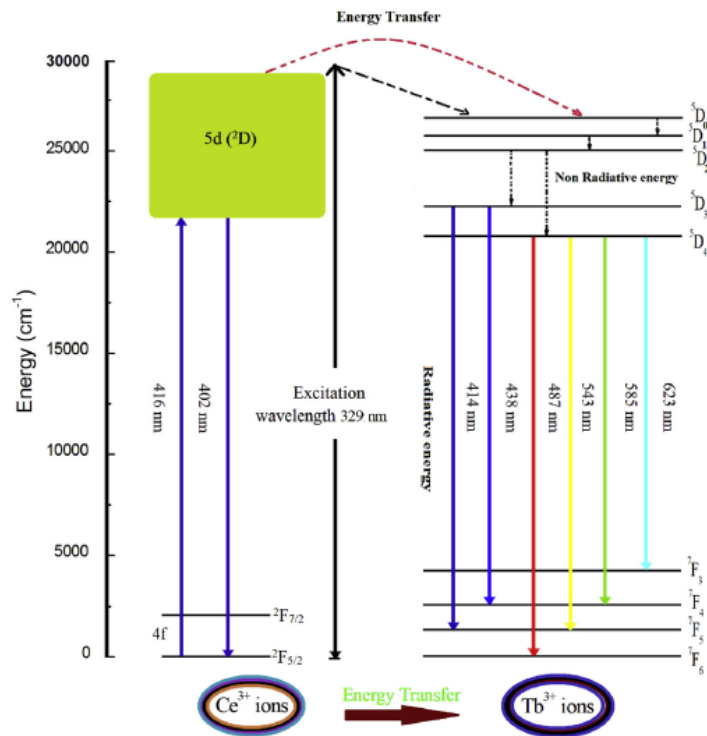 Energy Transfer
30000
25000
20000
15000
10000
5000
0
Energy (cm⁻¹)
5d (²D)
416 nm
402 nm
Excitation
wavelength 329 nm
²F₇/₂
4f
²F₅/₂
⁵D₀
⁵D₁
⁵D₂
Non Radiative energy
⁵D₃
⁵D₄
Radiative energy
414 nm
438 nm
487 nm
543 nm
585 nm
623 nm
⁷F₃
⁷F₄
⁷F₅
⁷F₆
Ce³⁺ ions
Energy Transfer
Tb³⁺ ions